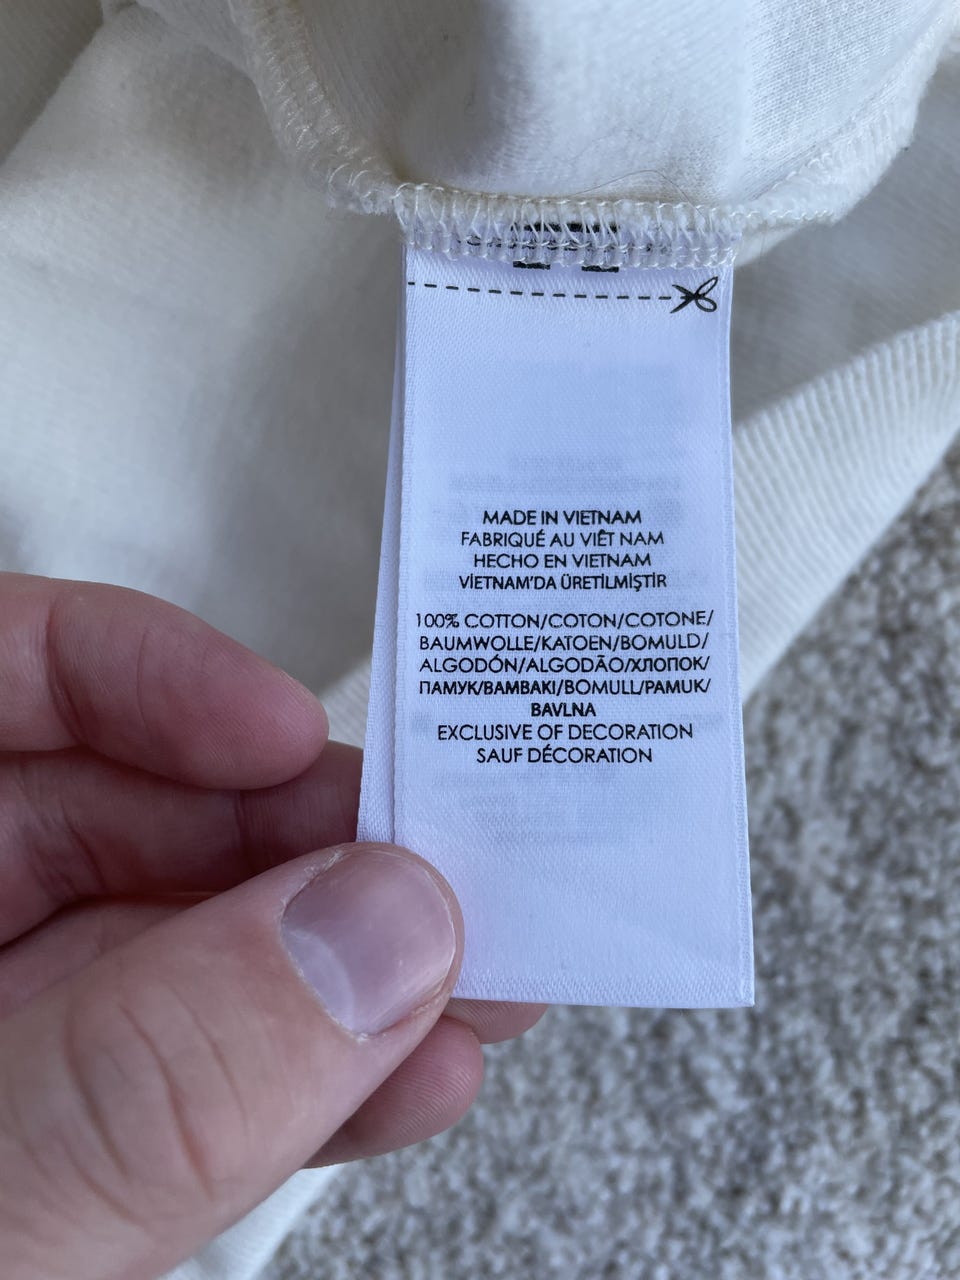 MADE IN VIETNAM
FABRIQUÉ AU VIÊT NAM
HECHO EN VIETNAM
VİETNAM'DA ÜRETİLMİŞTİR
100% COTTON/COTON/COTONE/
BAUMWOLLE/KATOEN/BOMULD/
ALGODÓN/ALGODÃO/ХЛОПОК/
ПАМУК/ΒΑΜΒΑΚΙ/BOMULL/PAMUK/
BAVLNA
EXCLUSIVE OF DECORATION
SAUF DÉCORATION